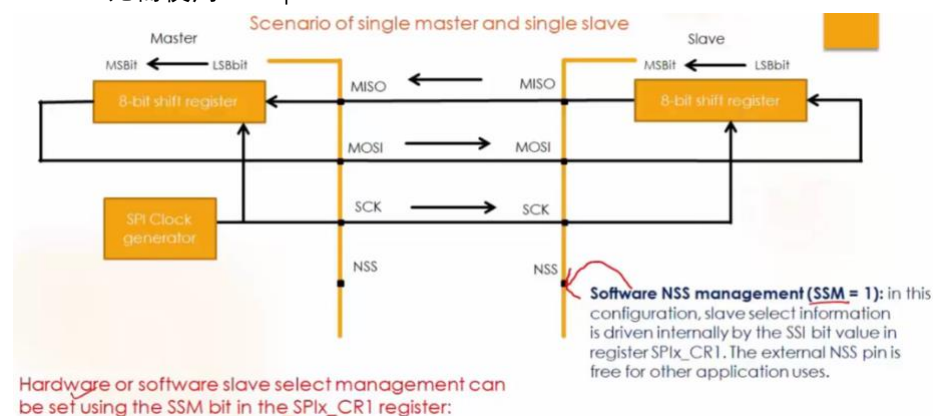 Scenario of single master and single slave
Master
Slave
MSBit
LSBbit
MSBit
LSBbit
8-bit shift register
8-bit shift register
MISO
MISO
MOSI
MOSI
SPI Clock
generator
SCK
SCK
NSS
NSS
Software NSS management (SSM = 1): in this
configuration, slave select information
is driven internally by the SSI bit value in
register SPIx_CR1. The external NSS pin is
free for other application uses.
Hardware or software slave select management can
be set using the SSM bit in the SPIx_CR1 register: